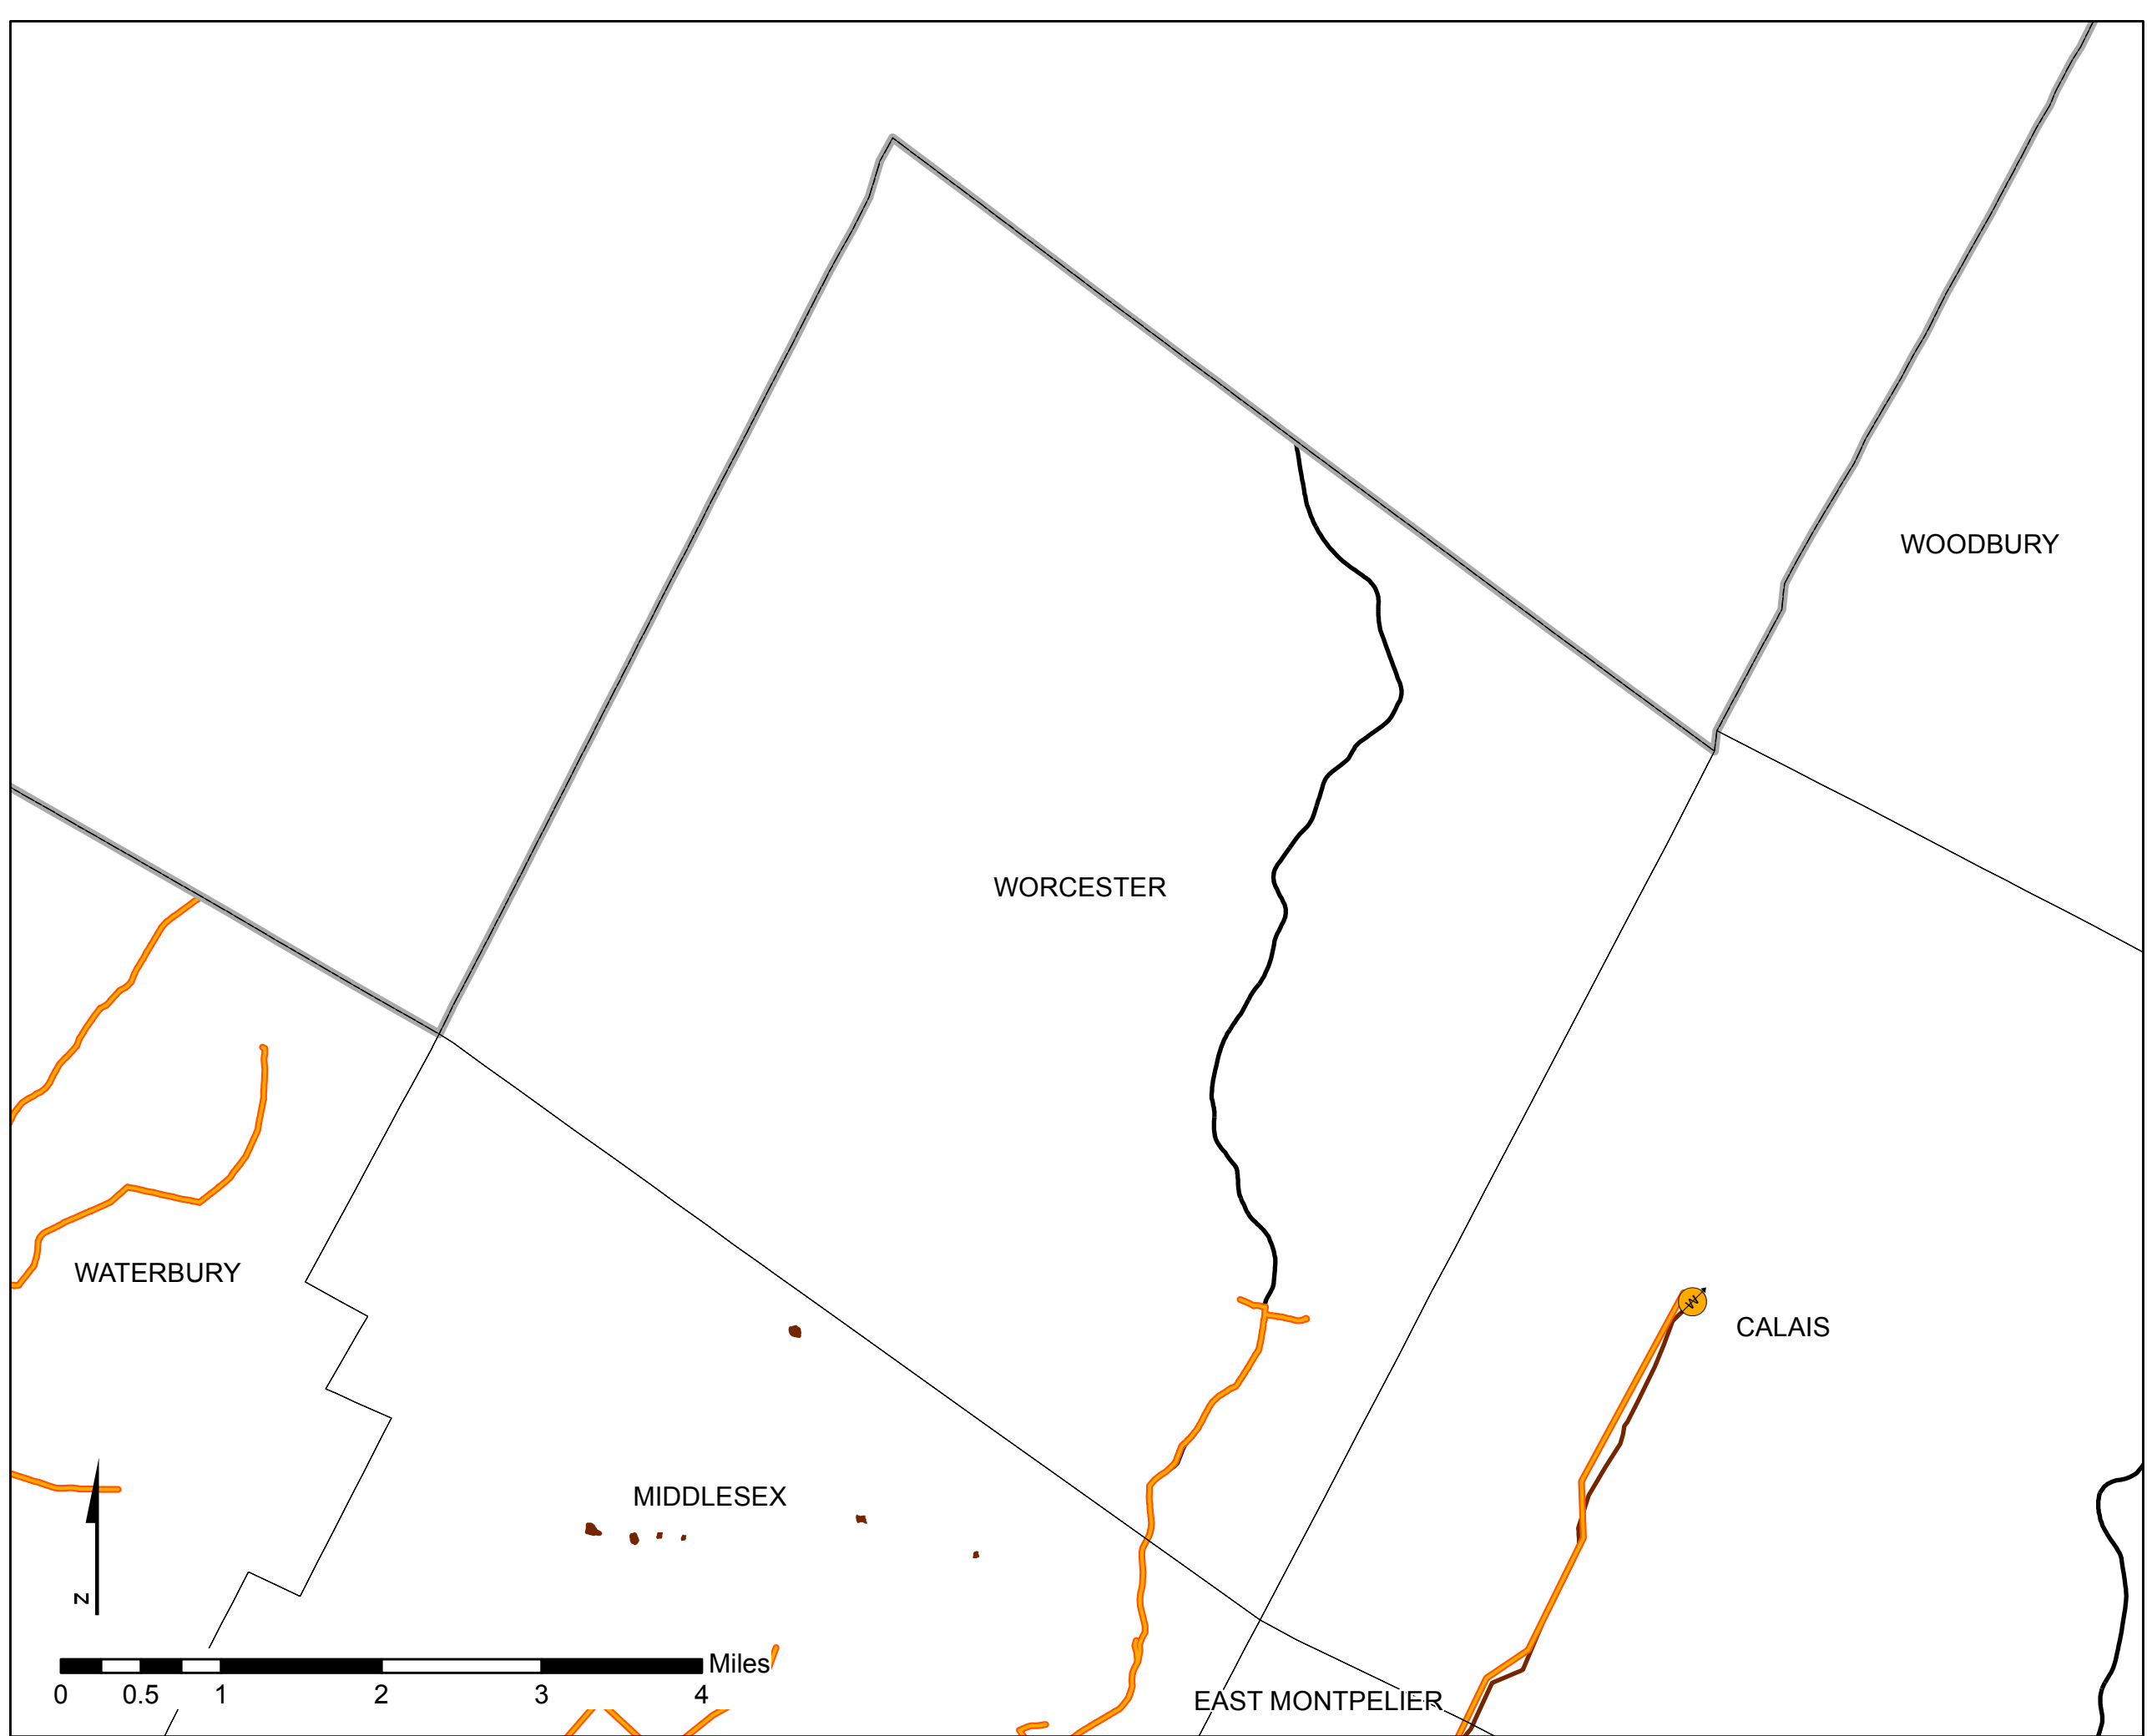 WOODBURY
WORCESTER
WATERBURY
W
CALAIS
MIDDLESEX
N
Miles
0 0.5 1 2 3 4
EAST MONTPELIER